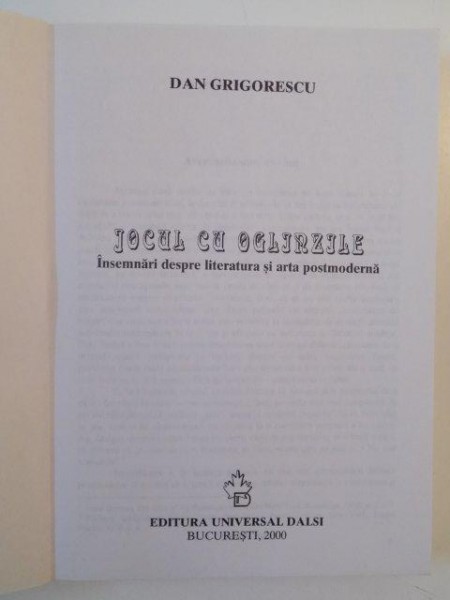 DAN GRIGORESCU
JOCUL CU OGLINZILE
Însemnări despre literatura și arta postmodernă
D
EDITURA UNIVERSAL DALSI
BUCUREȘTI, 2000